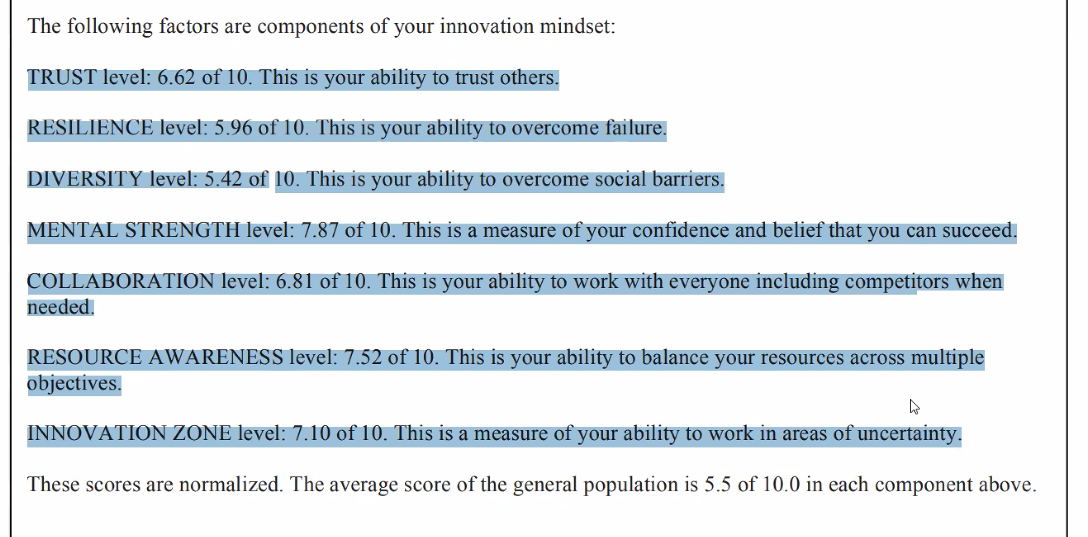 The following factors are components of your innovation mindset:
TRUST level: 6.62 of 10. This is your ability to trust others.
RESILIENCE level: 5.96 of 10. This is your ability to overcome failure.
DIVERSITY level: 5.42 of 10. This is your ability to overcome social barriers.
MENTAL STRENGTH level: 7.87 of 10. This is a measure of your confidence and belief that you can succeed.
COLLABORATION level: 6.81 of 10. This is your ability to work with everyone including competitors when
needed.
RESOURCE AWARENESS level: 7.52 of 10. This is your ability to balance your resources across multiple
objectives.
INNOVATION ZONE level: 7.10 of 10. This is a measure of your ability to work in areas of uncertainty.
These scores are normalized. The average score of the general population is 5.5 of 10.0 in each component above.